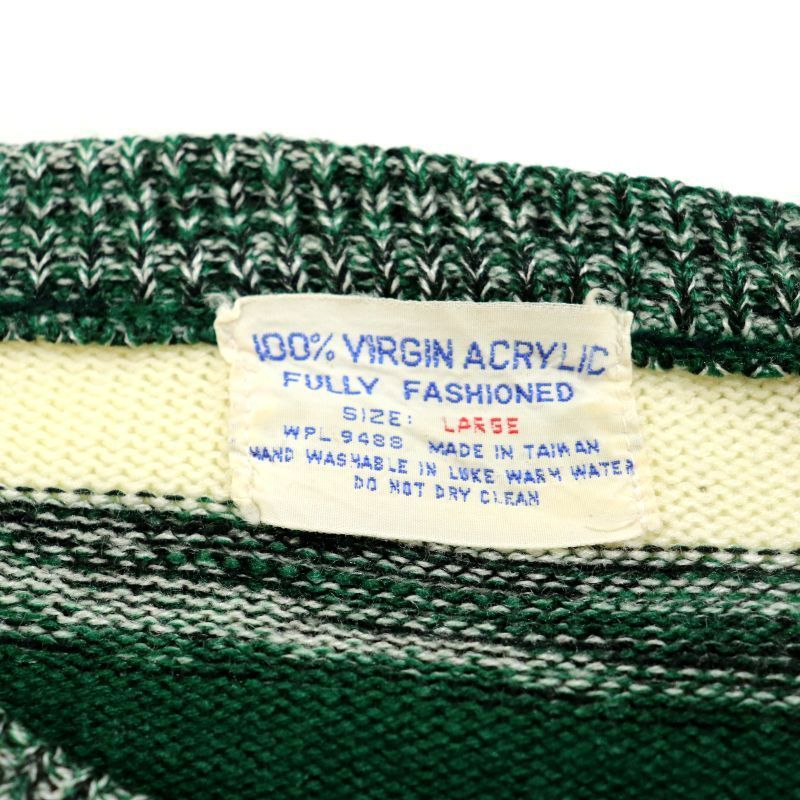 100% VIRGIN ACRYLIC
FULLY FASHIONED
SIZE: LARGE
WPL 9488 MADE IN TAIWAN
HAND WASHABLE IN LUKE WARM WATER
DO NOT DRY CLEAN